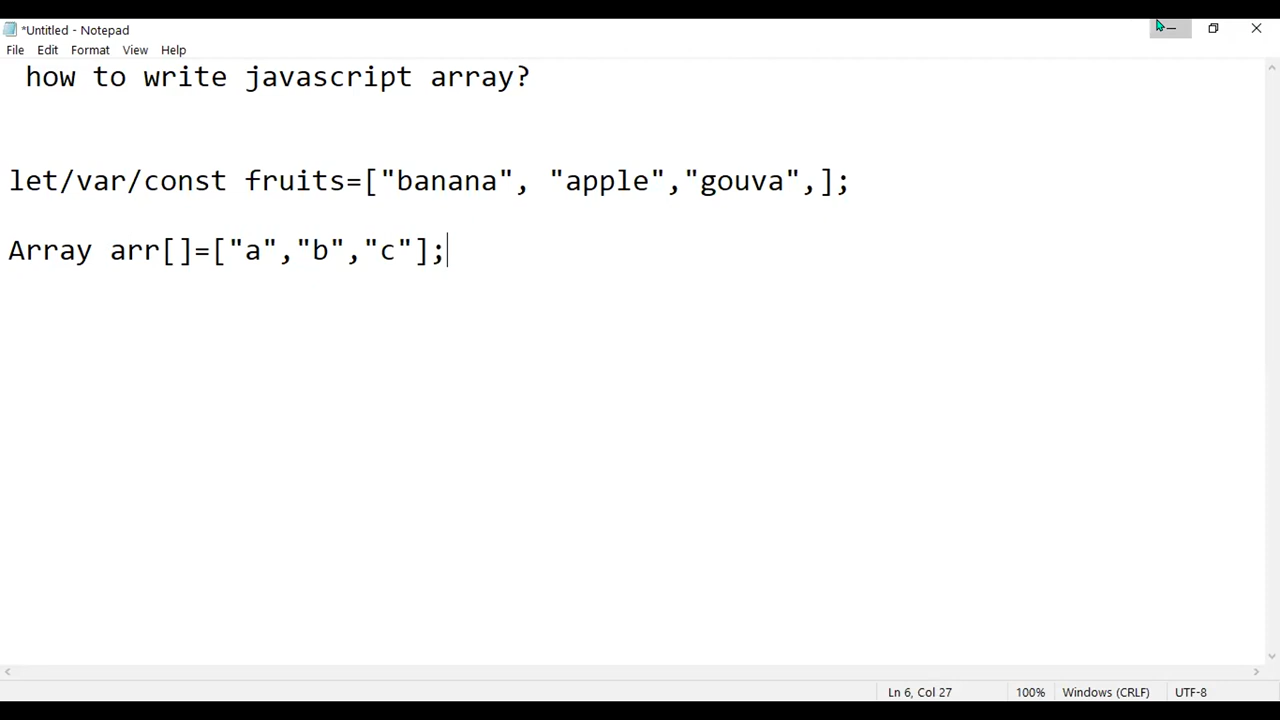 *Untitled - Notepad
File Edit Format View Help
how to write javascript array?
let/var/const fruits=["banana", "apple","gouva",];
Array arr[]=["a","b","c"];
Ln 6, Col 27 100% Windows (CRLF) UTF-8